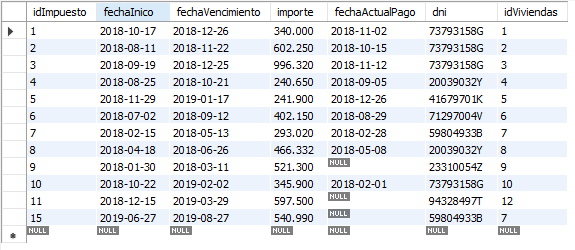 idImpuesto fechaInico fechaVencimiento importe fechaActualPago dni idViviendas
1 2018-10-17 2018-12-26 340.000 2018-11-02 73793158G 1
2 2018-08-11 2018-11-22 602.250 2018-10-15 73793158G 2
3 2018-09-19 2018-12-25 996.320 2018-11-12 73793158G 3
4 2018-08-25 2018-10-21 240.650 2018-09-05 20039032Y 4
5 2018-11-29 2019-01-17 241.900 2018-12-26 41679701K 5
6 2018-07-02 2018-09-12 402.150 2018-08-29 71297004V 6
7 2018-02-15 2018-05-13 293.020 2018-02-28 59804933B 7
8 2018-04-18 2018-06-26 466.332 2018-05-08 20039032Y 8
9 2018-01-30 2018-03-11 521.300 NULL 23310054Z 9
10 2018-10-22 2019-02-02 345.900 2018-02-01 73793158G 10
11 2018-12-15 2019-03-29 597.500 NULL 94328497T 12
15 2019-06-27 2019-08-27 540.990 NULL 59804933B 7
NULL NULL NULL NULL NULL NULL NULL